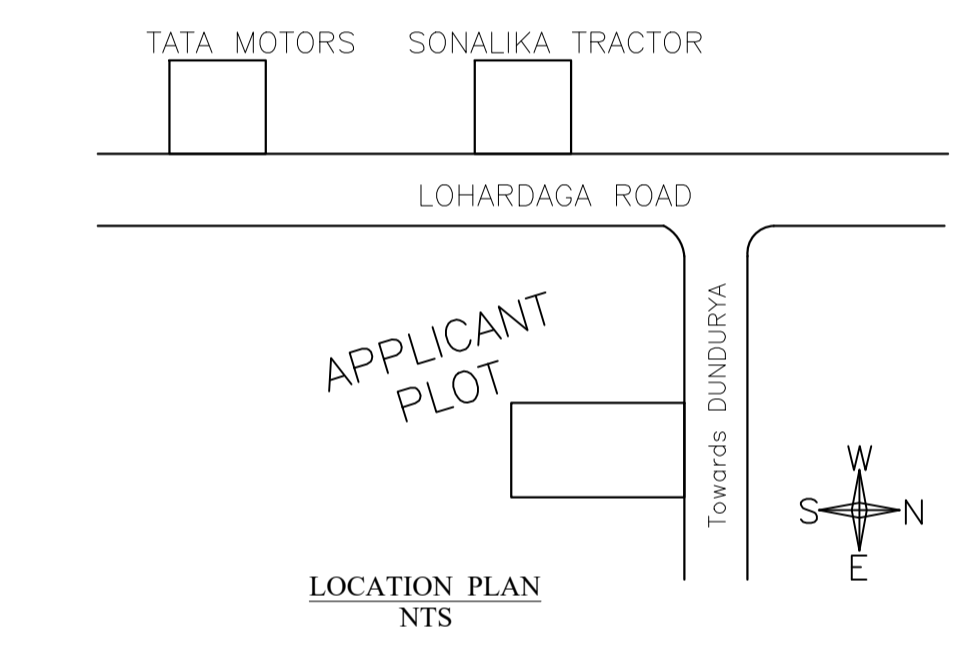 TATA MOTORS
SONALIKA TRACTOR
LOHARDAGA ROAD
APPLICANT
PLOT
Towards DUNDURYA
W
S
N
E
LOCATION PLAN
NTS